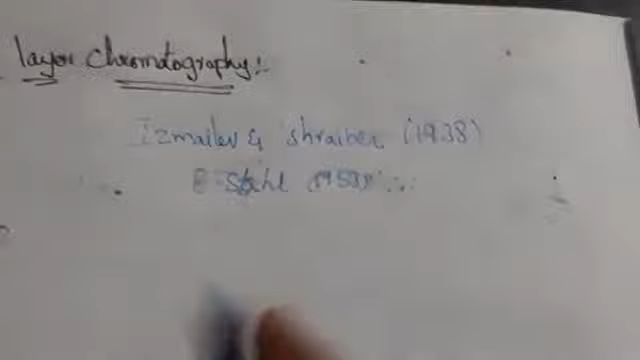 layer chromatography:-
Izmailov & Shraiber (1938)
E. Stahl (1958)